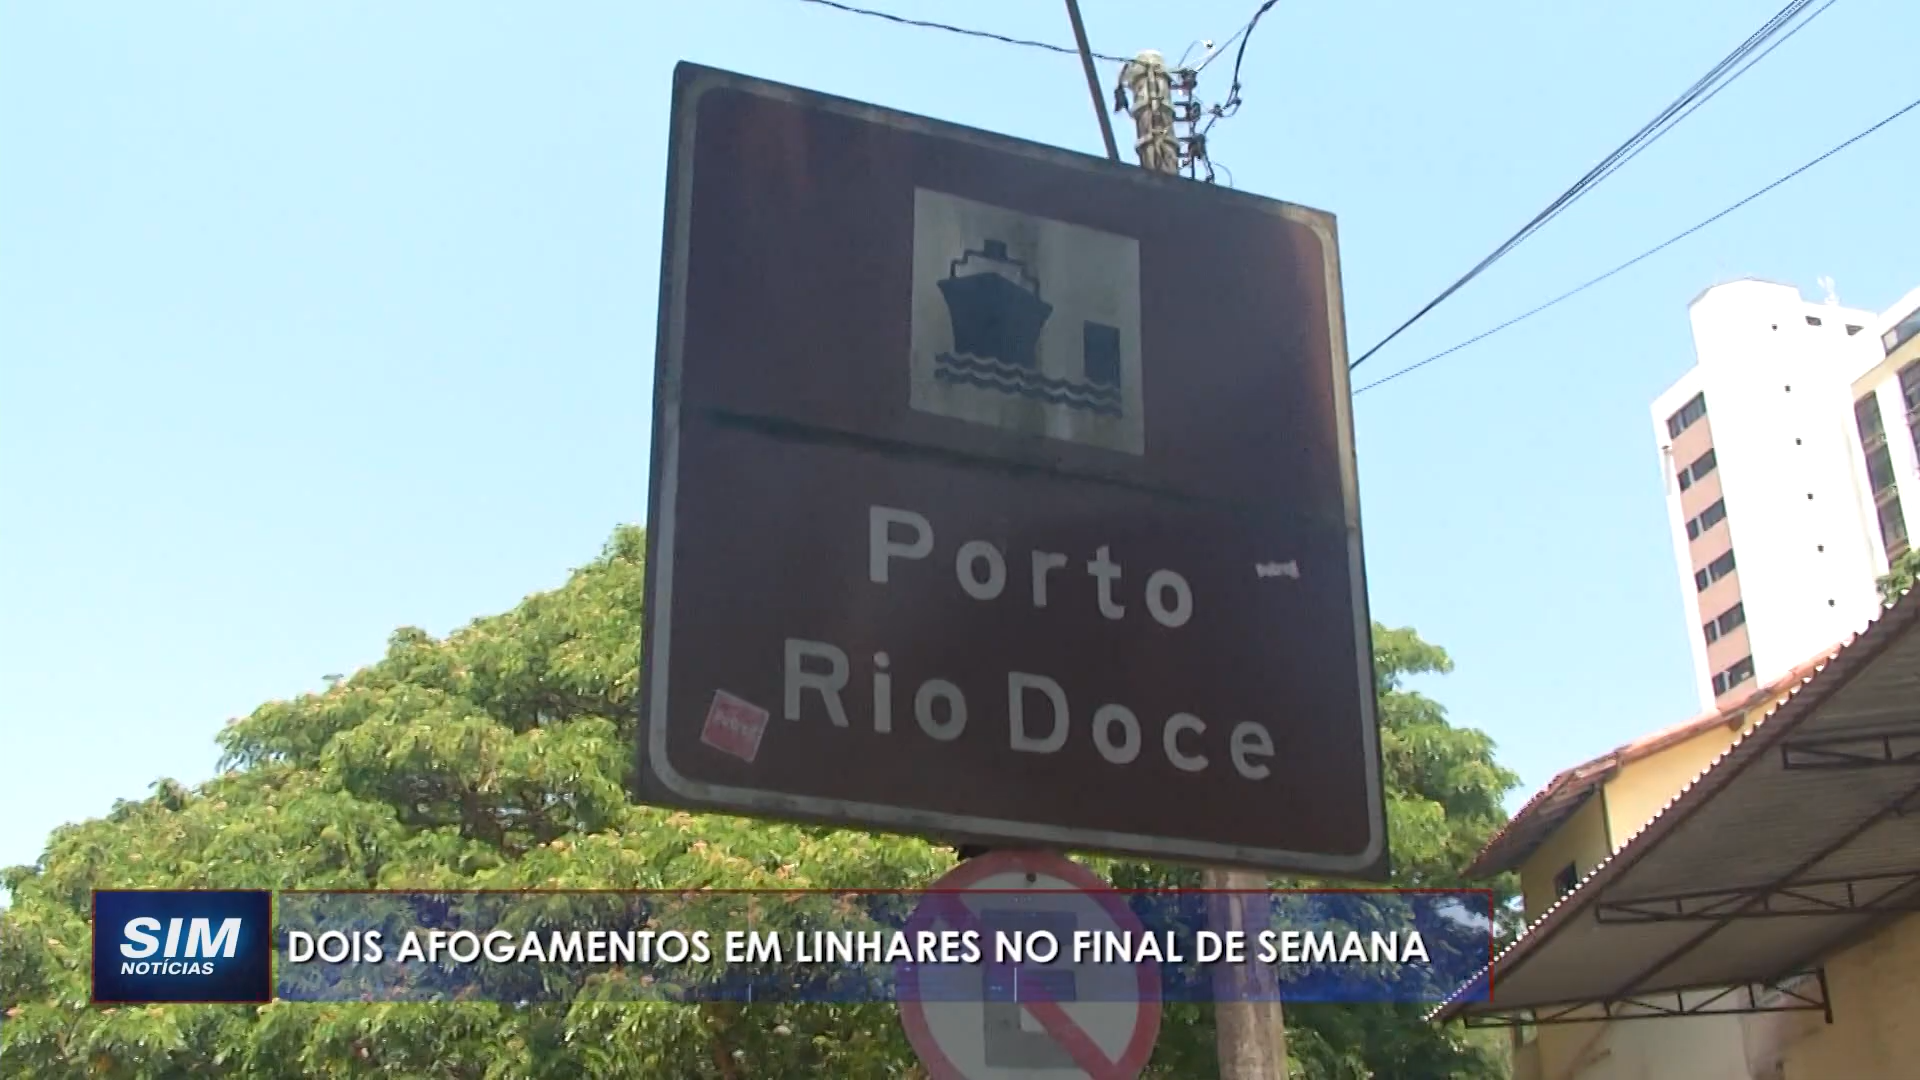 Porto
Rio Doce
SIM
NOTÍCIAS
DOIS AFOGAMENTOS EM LINHARES NO FINAL DE SEMANA